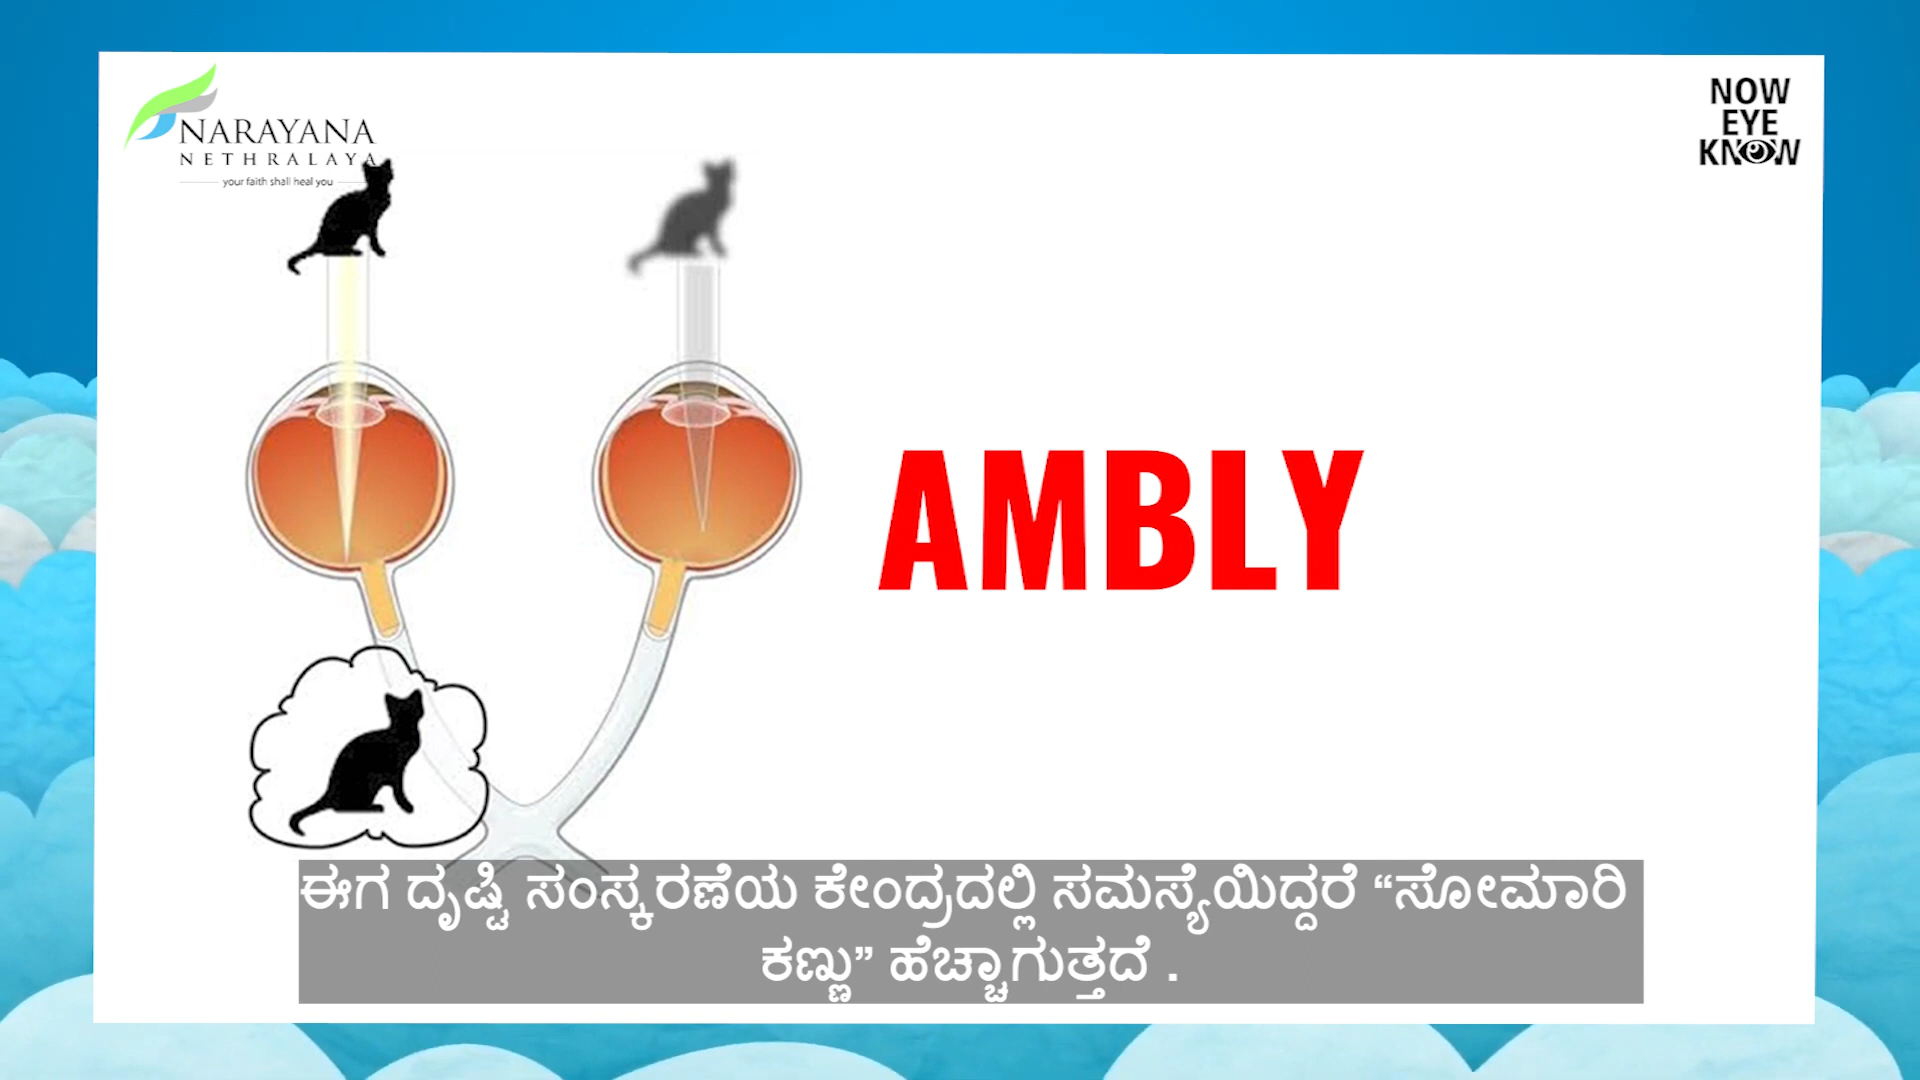 NARAYANA
NETHRALAYA
your faith shall heal you
NOW
EYE
KNOW
AMBLY
ಈಗ ದೃಷ್ಟಿ ಸಂಸ್ಕರಣೆಯ ಕೇಂದ್ರದಲ್ಲಿ ಸಮಸ್ಯೆಯಿದ್ದರೆ “ಸೋಮಾರಿ
ಕಣ್ಣು” ಹೆಚ್ಚಾಗುತ್ತದೆ .